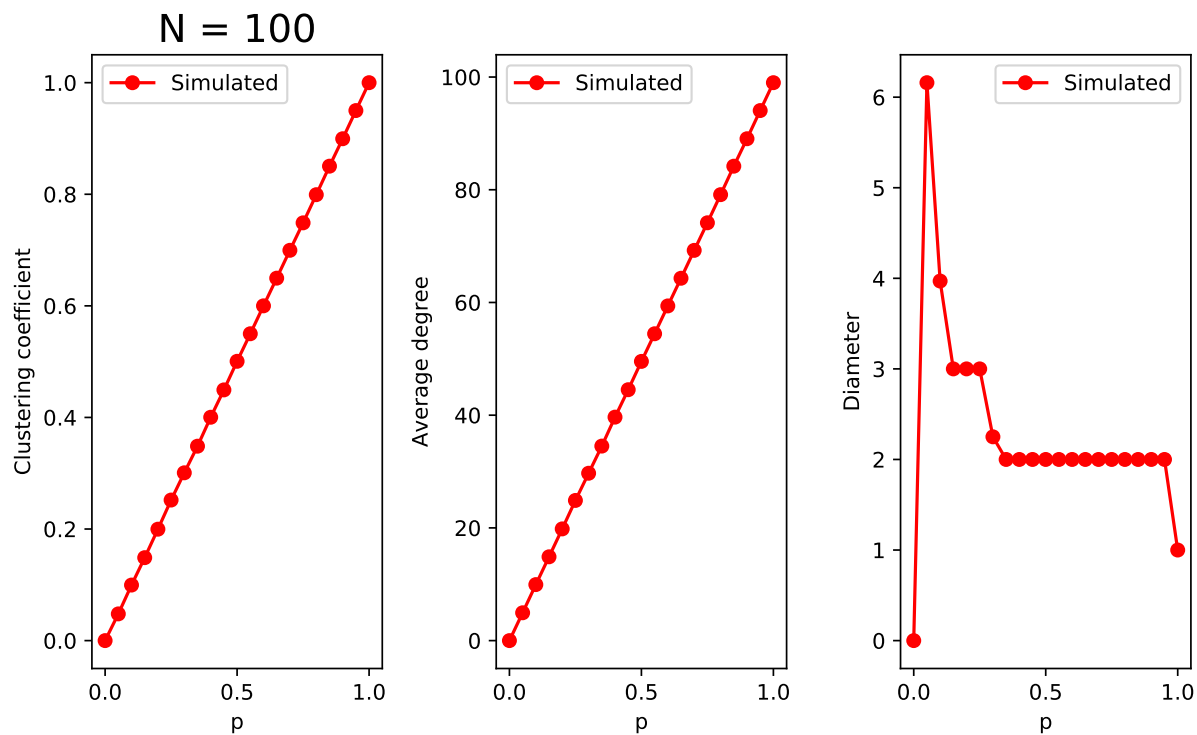 N = 100
Clustering coefficient
1.0
0.8
0.6
0.4
0.2
0.0
Simulated
0.0 0.5 1.0
p
Average degree
100
80
60
40
20
0
Simulated
0.0 0.5 1.0
p
Diameter
6
5
4
3
2
1
0
Simulated
0.0 0.5 1.0
p